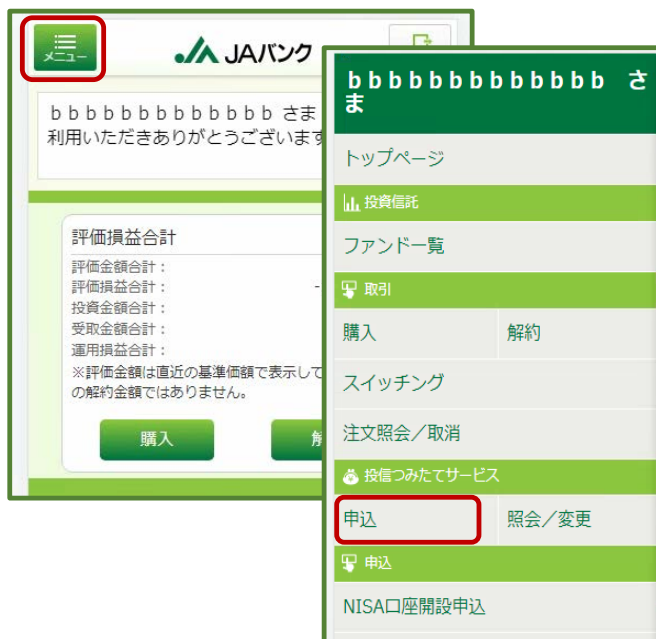 メニュー
JAバンク
ｂｂｂｂｂｂｂｂｂｂｂｂｂ さま
利用いただきありがとうございます
評価損益合計
評価金額合計：
評価損益合計： -
投資金額合計：
受取金額合計：
運用損益合計：
※評価金額は直近の基準価額で表示して
の解約金額ではありません。
購入
ｂｂｂｂｂｂｂｂｂｂｂｂｂ さ
ま
トップページ
投資信託
ファンド一覧
取引
購入 解約
スイッチング
注文照会／取消
投信つみたてサービス
申込 照会／変更
申込
NISA口座開設申込